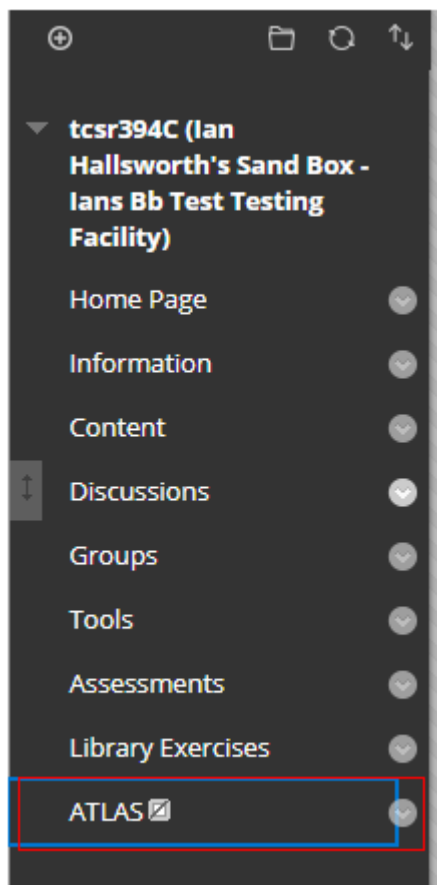 tcsr394C (Ian
Hallsworth's Sand Box -
Ians Bb Test Testing
Facility)
Home Page
Information
Content
Discussions
Groups
Tools
Assessments
Library Exercises
ATLAS